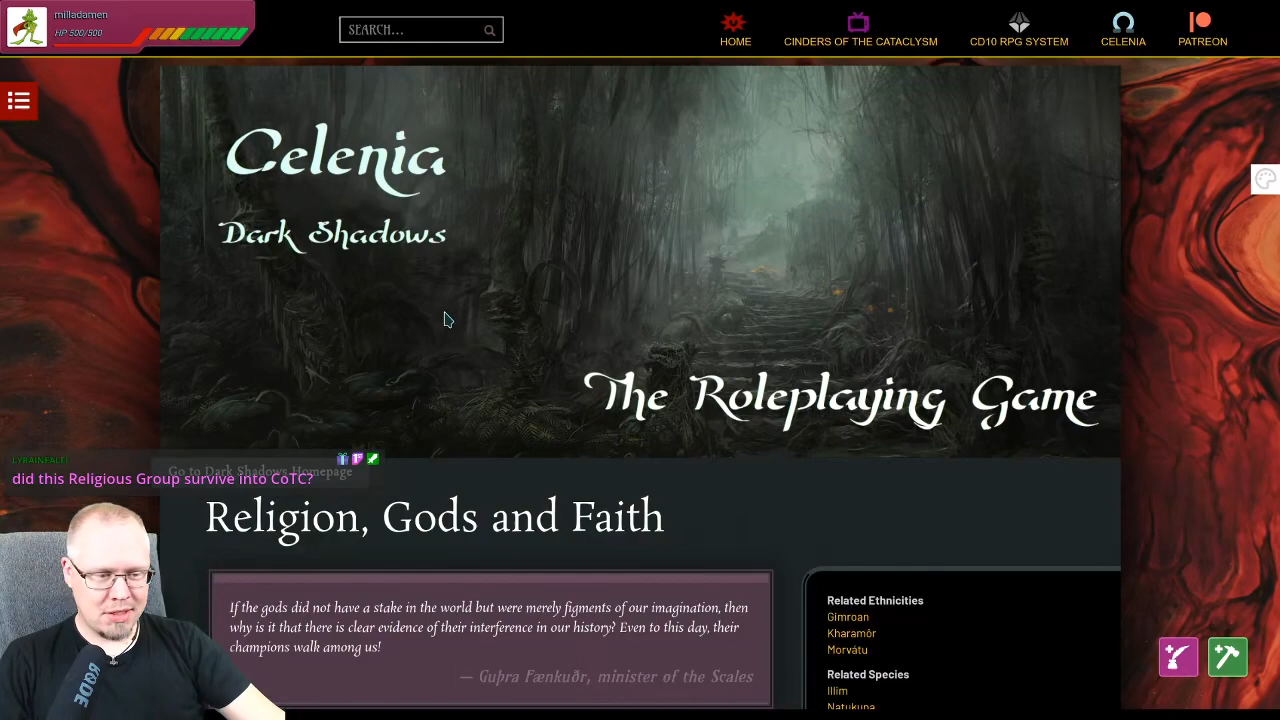 milladamen
HP 500/500
SEARCH...
HOME
CINDERS OF THE CATACLYSM
CD10 RPG SYSTEM
CELENIA
PATREON
Celenia
Dark Shadows
The Roleplaying Game
LYRAINEALEI
Go to Dark Shadows Homepage
did this Religious Group survive into CoTC?
Religion, Gods and Faith
If the gods did not have a stake in the world but were merely figments of our imagination, then
why is it that there is clear evidence of their interference in our history? Even to this day, their
champions walk among us!
— Guþra Fænkuðr, minister of the Scales
Related Ethnicities
Gimroan
Kharamôr
Morvátu
Related Species
Illim
Natukuna